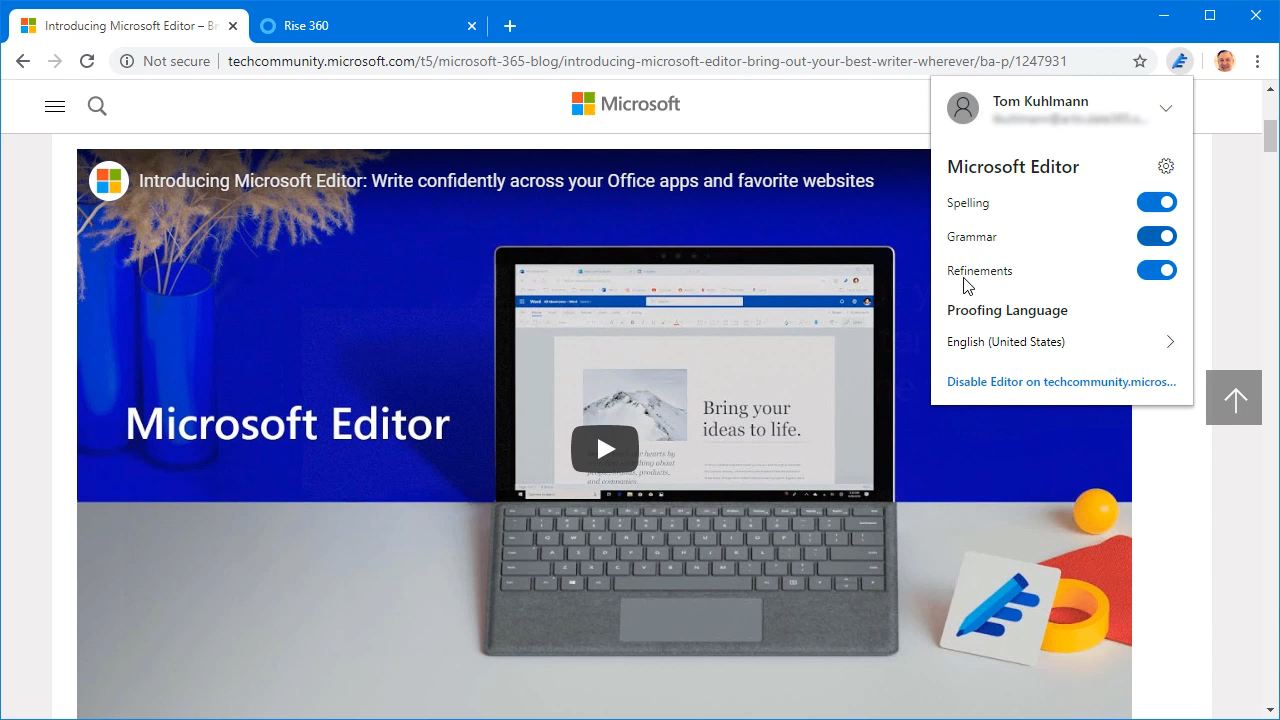 Introducing Microsoft Editor – Br
Rise 360
Not secure
techcommunity.microsoft.com/t5/microsoft-365-blog/introducing-microsoft-editor-bring-out-your-best-writer-wherever/ba-p/1247931
Microsoft
Tom Kuhlmann
Microsoft Editor
Spelling
Grammar
Refinements
Proofing Language
English (United States)
Disable Editor on techcommunity.micros...
Introducing Microsoft Editor: Write confidently across your Office apps and favorite websites
Microsoft Editor
Word
Bring your
ideas to life.